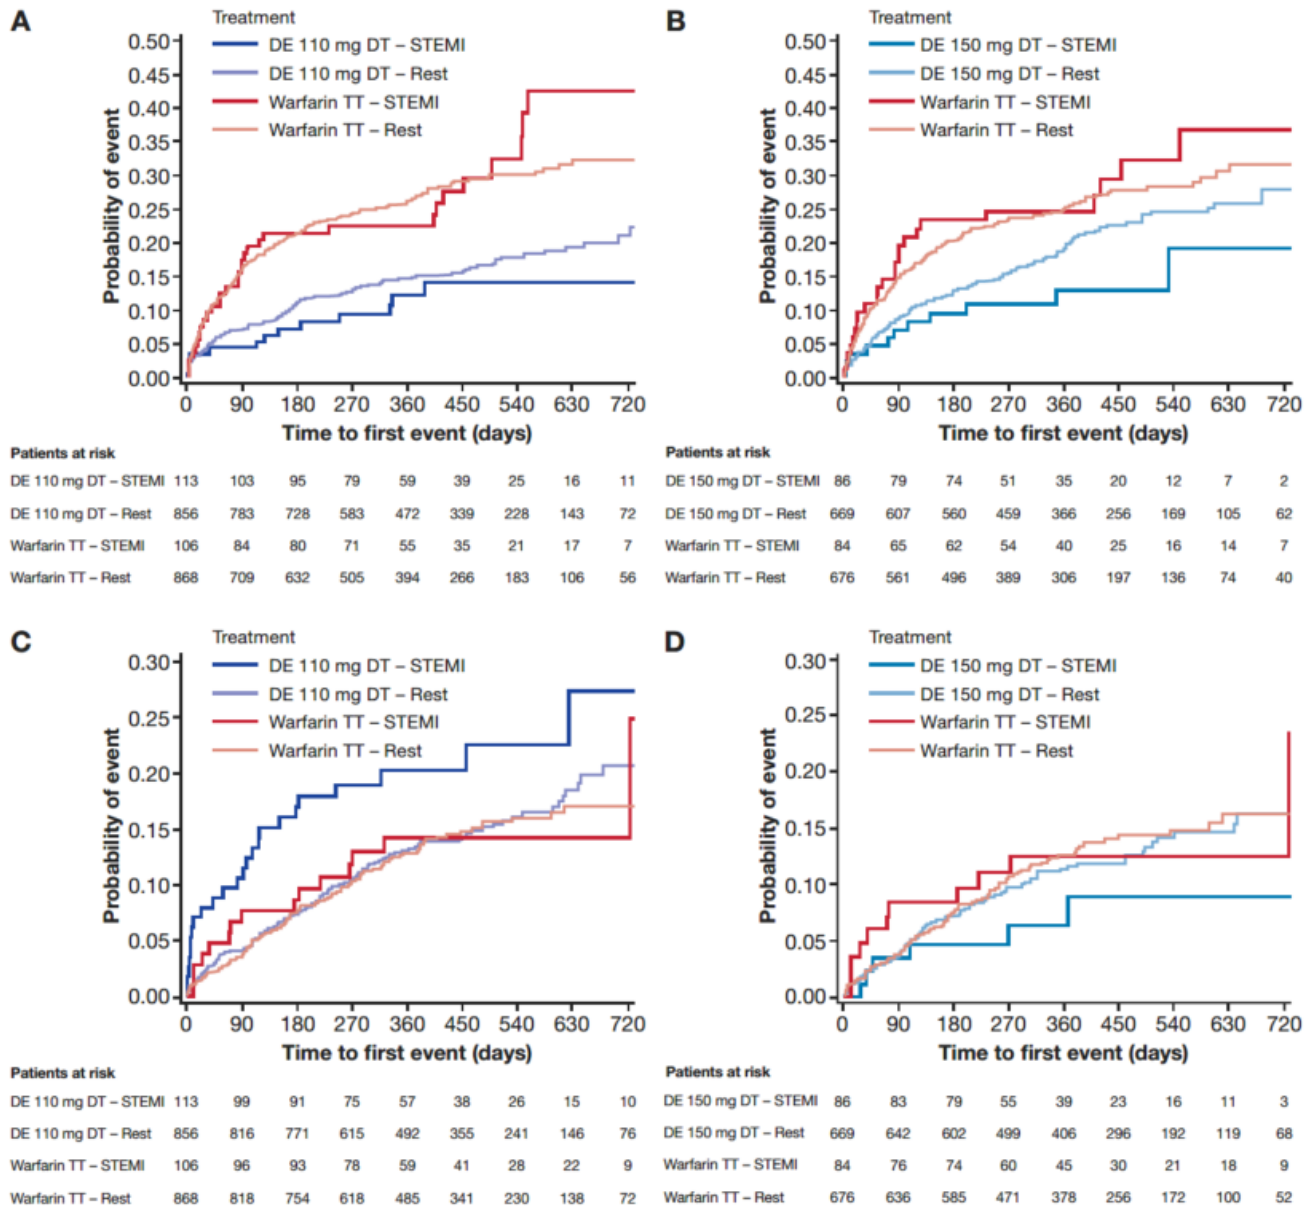 A
Treatment
DE 110 mg DT – STEMI
DE 110 mg DT – Rest
Warfarin TT – STEMI
Warfarin TT – Rest
Probability of event
0.50
0.45
0.40
0.35
0.30
0.25
0.20
0.15
0.10
0.05
0.00
0 90 180 270 360 450 540 630 720
Time to first event (days)
Patients at risk
DE 110 mg DT – STEMI 113 103 95 79 59 39 25 16 11
DE 110 mg DT – Rest 856 783 728 583 472 339 228 143 72
Warfarin TT – STEMI 106 84 80 71 55 35 21 17 7
Warfarin TT – Rest 868 709 632 505 394 266 183 106 56
B
Treatment
DE 150 mg DT – STEMI
DE 150 mg DT – Rest
Warfarin TT – STEMI
Warfarin TT – Rest
Probability of event
0.50
0.45
0.40
0.35
0.30
0.25
0.20
0.15
0.10
0.05
0.00
0 90 180 270 360 450 540 630 720
Time to first event (days)
Patients at risk
DE 150 mg DT – STEMI 86 79 74 51 35 20 12 7 2
DE 150 mg DT – Rest 669 607 560 459 366 256 169 105 62
Warfarin TT – STEMI 84 65 62 54 40 25 16 14 7
Warfarin TT – Rest 676 561 496 389 306 197 136 74 40
C
Treatment
DE 110 mg DT – STEMI
DE 110 mg DT – Rest
Warfarin TT – STEMI
Warfarin TT – Rest
Probability of event
0.30
0.25
0.20
0.15
0.10
0.05
0.00
0 90 180 270 360 450 540 630 720
Time to first event (days)
Patients at risk
DE 110 mg DT – STEMI 113 99 91 75 57 38 26 15 10
DE 110 mg DT – Rest 856 816 771 615 492 355 241 146 76
Warfarin TT – STEMI 106 96 93 78 59 41 28 22 9
Warfarin TT – Rest 868 818 754 618 485 341 230 138 72
D
Treatment
DE 150 mg DT – STEMI
DE 150 mg DT – Rest
Warfarin TT – STEMI
Warfarin TT – Rest
Probability of event
0.30
0.25
0.20
0.15
0.10
0.05
0.00
0 90 180 270 360 450 540 630 720
Time to first event (days)
Patients at risk
DE 150 mg DT – STEMI 86 83 79 55 39 23 16 11 3
DE 150 mg DT – Rest 669 642 602 499 406 296 192 119 68
Warfarin TT – STEMI 84 76 74 60 45 30 21 18 9
Warfarin TT – Rest 676 636 585 471 378 256 172 100 52